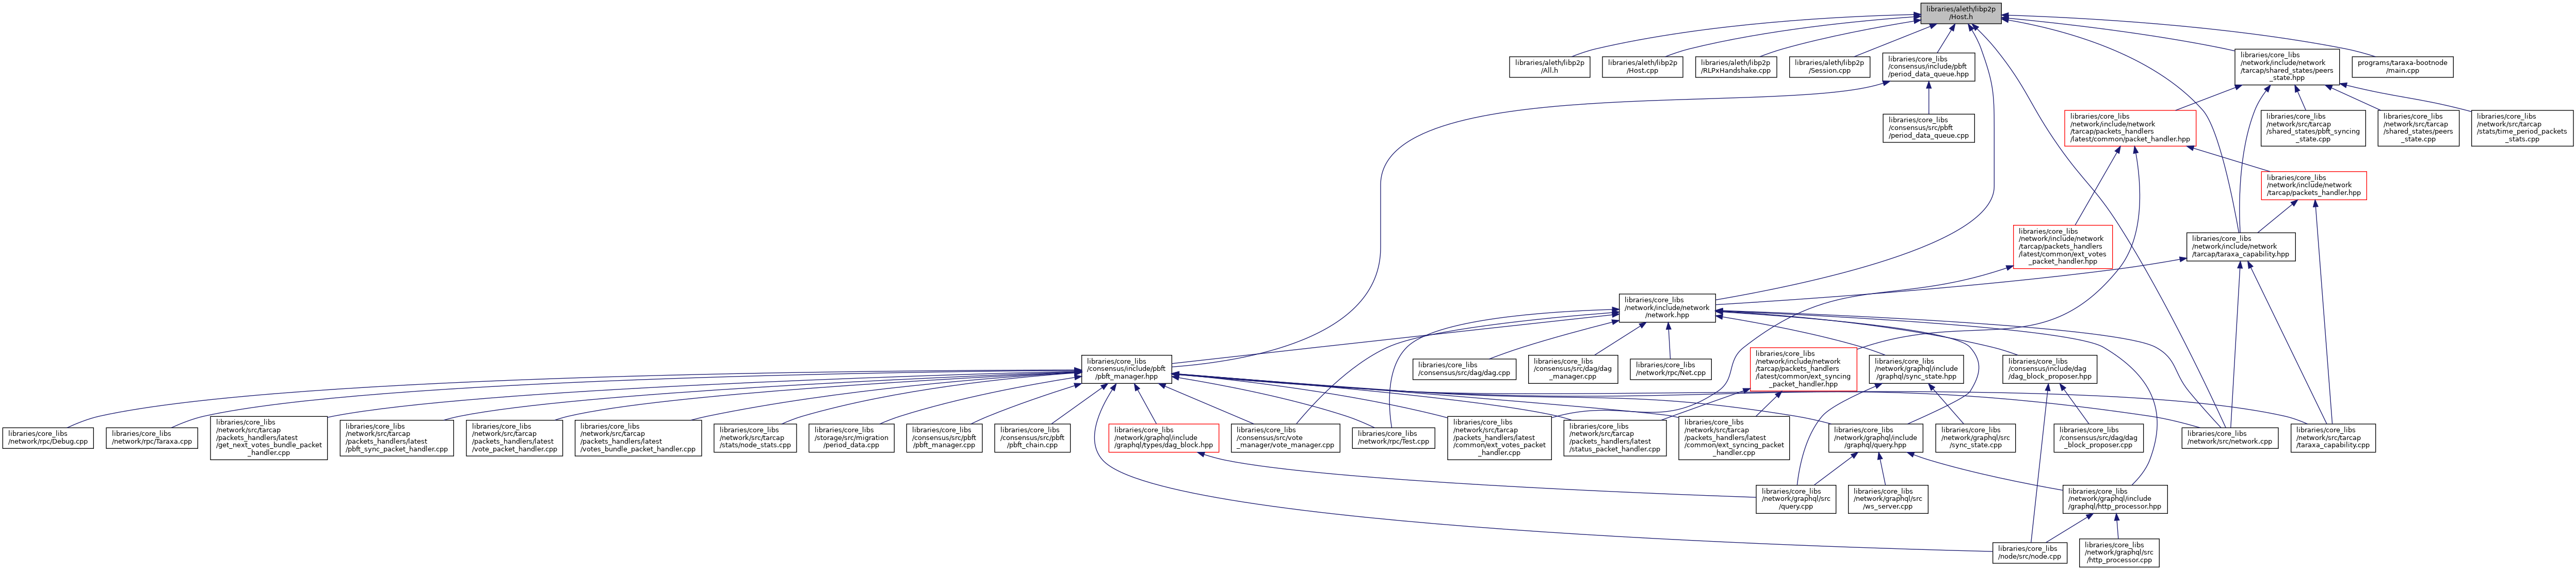 libraries/aleth/libp2p
/Host.h
libraries/aleth/libp2p
/All.h
libraries/aleth/libp2p
/Host.cpp
libraries/aleth/libp2p
/RLPxHandshake.cpp
libraries/aleth/libp2p
/Session.cpp
libraries/core_libs
/consensus/include/pbft
/period_data_queue.hpp
libraries/core_libs
/network/include/network
/tarcap/shared_states/peers
_state.hpp
programs/taraxa-bootnode
/main.cpp
libraries/core_libs
/consensus/src/pbft
/period_data_queue.cpp
libraries/core_libs
/network/include/network
/tarcap/packets_handlers
/latest/common/packet_handler.hpp
libraries/core_libs
/network/src/tarcap
/shared_states/pbft_syncing
_state.cpp
libraries/core_libs
/network/src/tarcap
/shared_states/peers
_state.cpp
libraries/core_libs
/network/src/tarcap
/stats/time_period_packets
_stats.cpp
libraries/core_libs
/network/include/network
/tarcap/packets_handler.hpp
libraries/core_libs
/network/include/network
/tarcap/packets_handlers
/latest/common/ext_votes
_packet_handler.hpp
libraries/core_libs
/network/include/network
/tarcap/taraxa_capability.hpp
libraries/core_libs
/network/include/network
/network.hpp
libraries/core_libs
/consensus/include/pbft
/pbft_manager.hpp
libraries/core_libs
/consensus/src/dag/dag.cpp
libraries/core_libs
/consensus/src/dag/dag
_manager.cpp
libraries/core_libs
/network/rpc/Net.cpp
libraries/core_libs
/network/include/network
/tarcap/packets_handlers
/latest/common/ext_syncing
_packet_handler.hpp
libraries/core_libs
/network/graphql/include
/graphql/sync_state.hpp
libraries/core_libs
/consensus/include/dag
/dag_block_proposer.hpp
libraries/core_libs
/network/rpc/Debug.cpp
libraries/core_libs
/network/rpc/Taraxa.cpp
libraries/core_libs
/network/src/tarcap
/packets_handlers/latest
/get_next_votes_bundle_packet
_handler.cpp
libraries/core_libs
/network/src/tarcap
/packets_handlers/latest
/pbft_sync_packet_handler.cpp
libraries/core_libs
/network/src/tarcap
/packets_handlers/latest
/vote_packet_handler.cpp
libraries/core_libs
/network/src/tarcap
/packets_handlers/latest
/votes_bundle_packet_handler.cpp
libraries/core_libs
/network/src/tarcap
/stats/node_stats.cpp
libraries/core_libs
/storage/src/migration
/period_data.cpp
libraries/core_libs
/consensus/src/pbft
/pbft_manager.cpp
libraries/core_libs
/consensus/src/pbft
/pbft_chain.cpp
libraries/core_libs
/network/graphql/include
/graphql/types/dag_block.hpp
libraries/core_libs
/consensus/src/vote
_manager/vote_manager.cpp
libraries/core_libs
/network/rpc/Test.cpp
libraries/core_libs
/network/src/tarcap
/packets_handlers/latest
/common/ext_votes_packet
_handler.cpp
libraries/core_libs
/network/src/tarcap
/packets_handlers/latest
/status_packet_handler.cpp
libraries/core_libs
/network/src/tarcap
/packets_handlers/latest
/common/ext_syncing_packet
_handler.cpp
libraries/core_libs
/network/graphql/include
/graphql/query.hpp
libraries/core_libs
/network/graphql/src
/sync_state.cpp
libraries/core_libs
/consensus/src/dag/dag
_block_proposer.cpp
libraries/core_libs
/network/src/network.cpp
libraries/core_libs
/network/src/tarcap
/taraxa_capability.cpp
libraries/core_libs
/network/graphql/src
/query.cpp
libraries/core_libs
/network/graphql/src
/ws_server.cpp
libraries/core_libs
/network/graphql/include
/graphql/http_processor.hpp
libraries/core_libs
/node/src/node.cpp
libraries/core_libs
/network/graphql/src
/http_processor.cpp